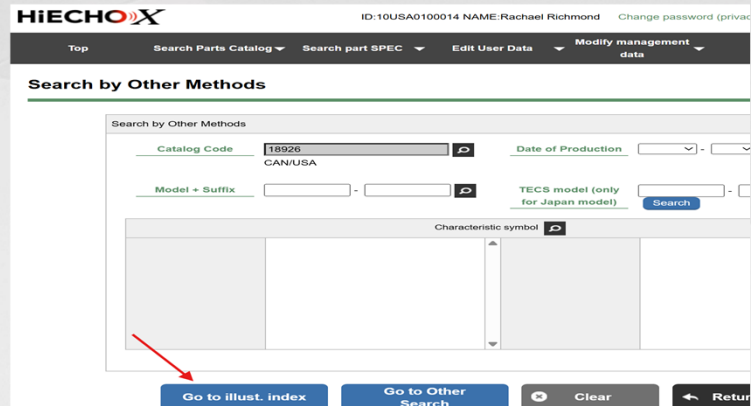 HiECHO X
ID:10USA0100014 NAME:Rachael Richmond Change password (privac
Top Search Parts Catalog Search part SPEC Edit User Data Modify management data
Search by Other Methods
Search by Other Methods
Catalog Code 18926 Date of Production -
CAN/USA
Model + Suffix - TECS model (only for Japan model) -
Search
Characteristic symbol
Go to illust. index Go to Other Search Clear Retur